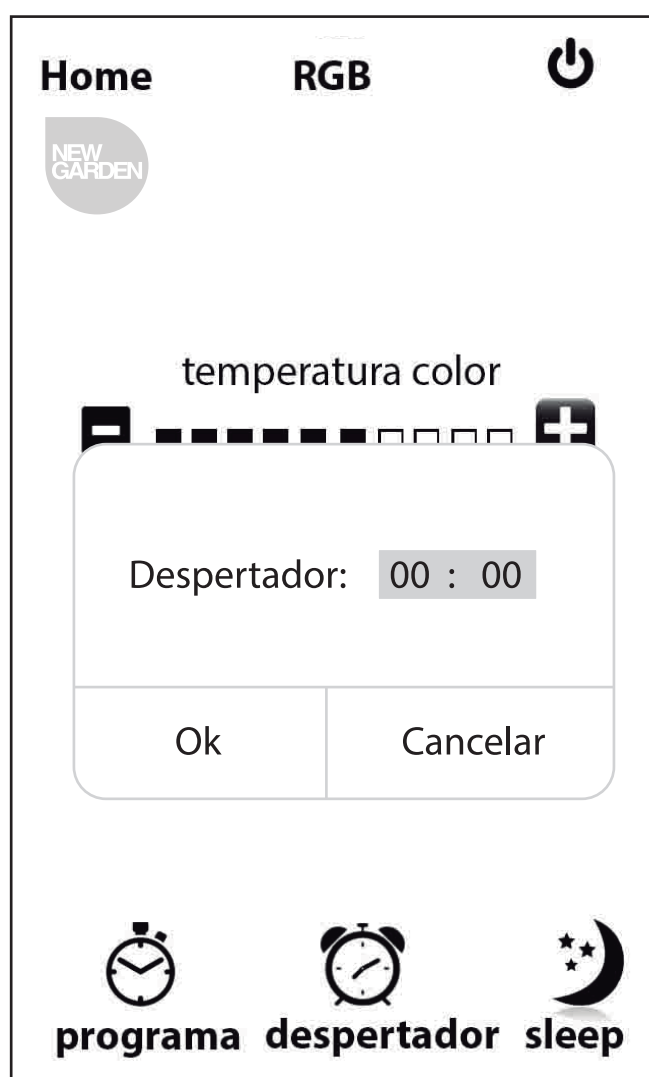 Home RGB
NEW
GARDEN
temperatura color
Despertador: 00 : 00
Ok Cancelar
programa despertador sleep